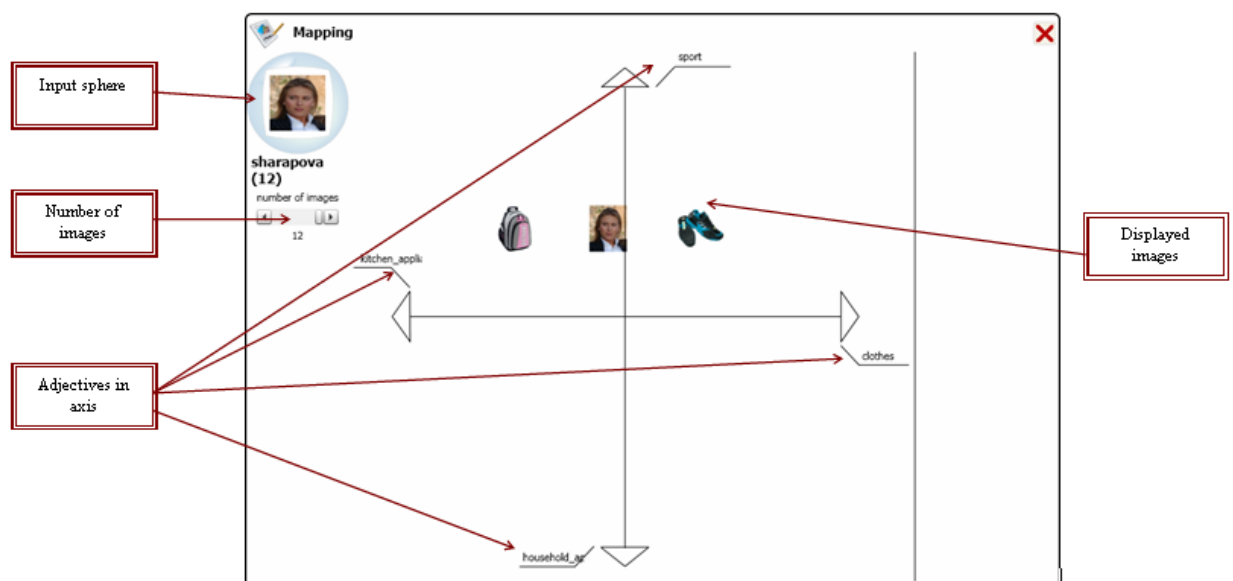 Mapping
Input sphere
sport
sharapova
(12)
number of images
12
Number of
images
Displayed
images
kitchen_appli
clothes
Adjectives in
axis
household_ap